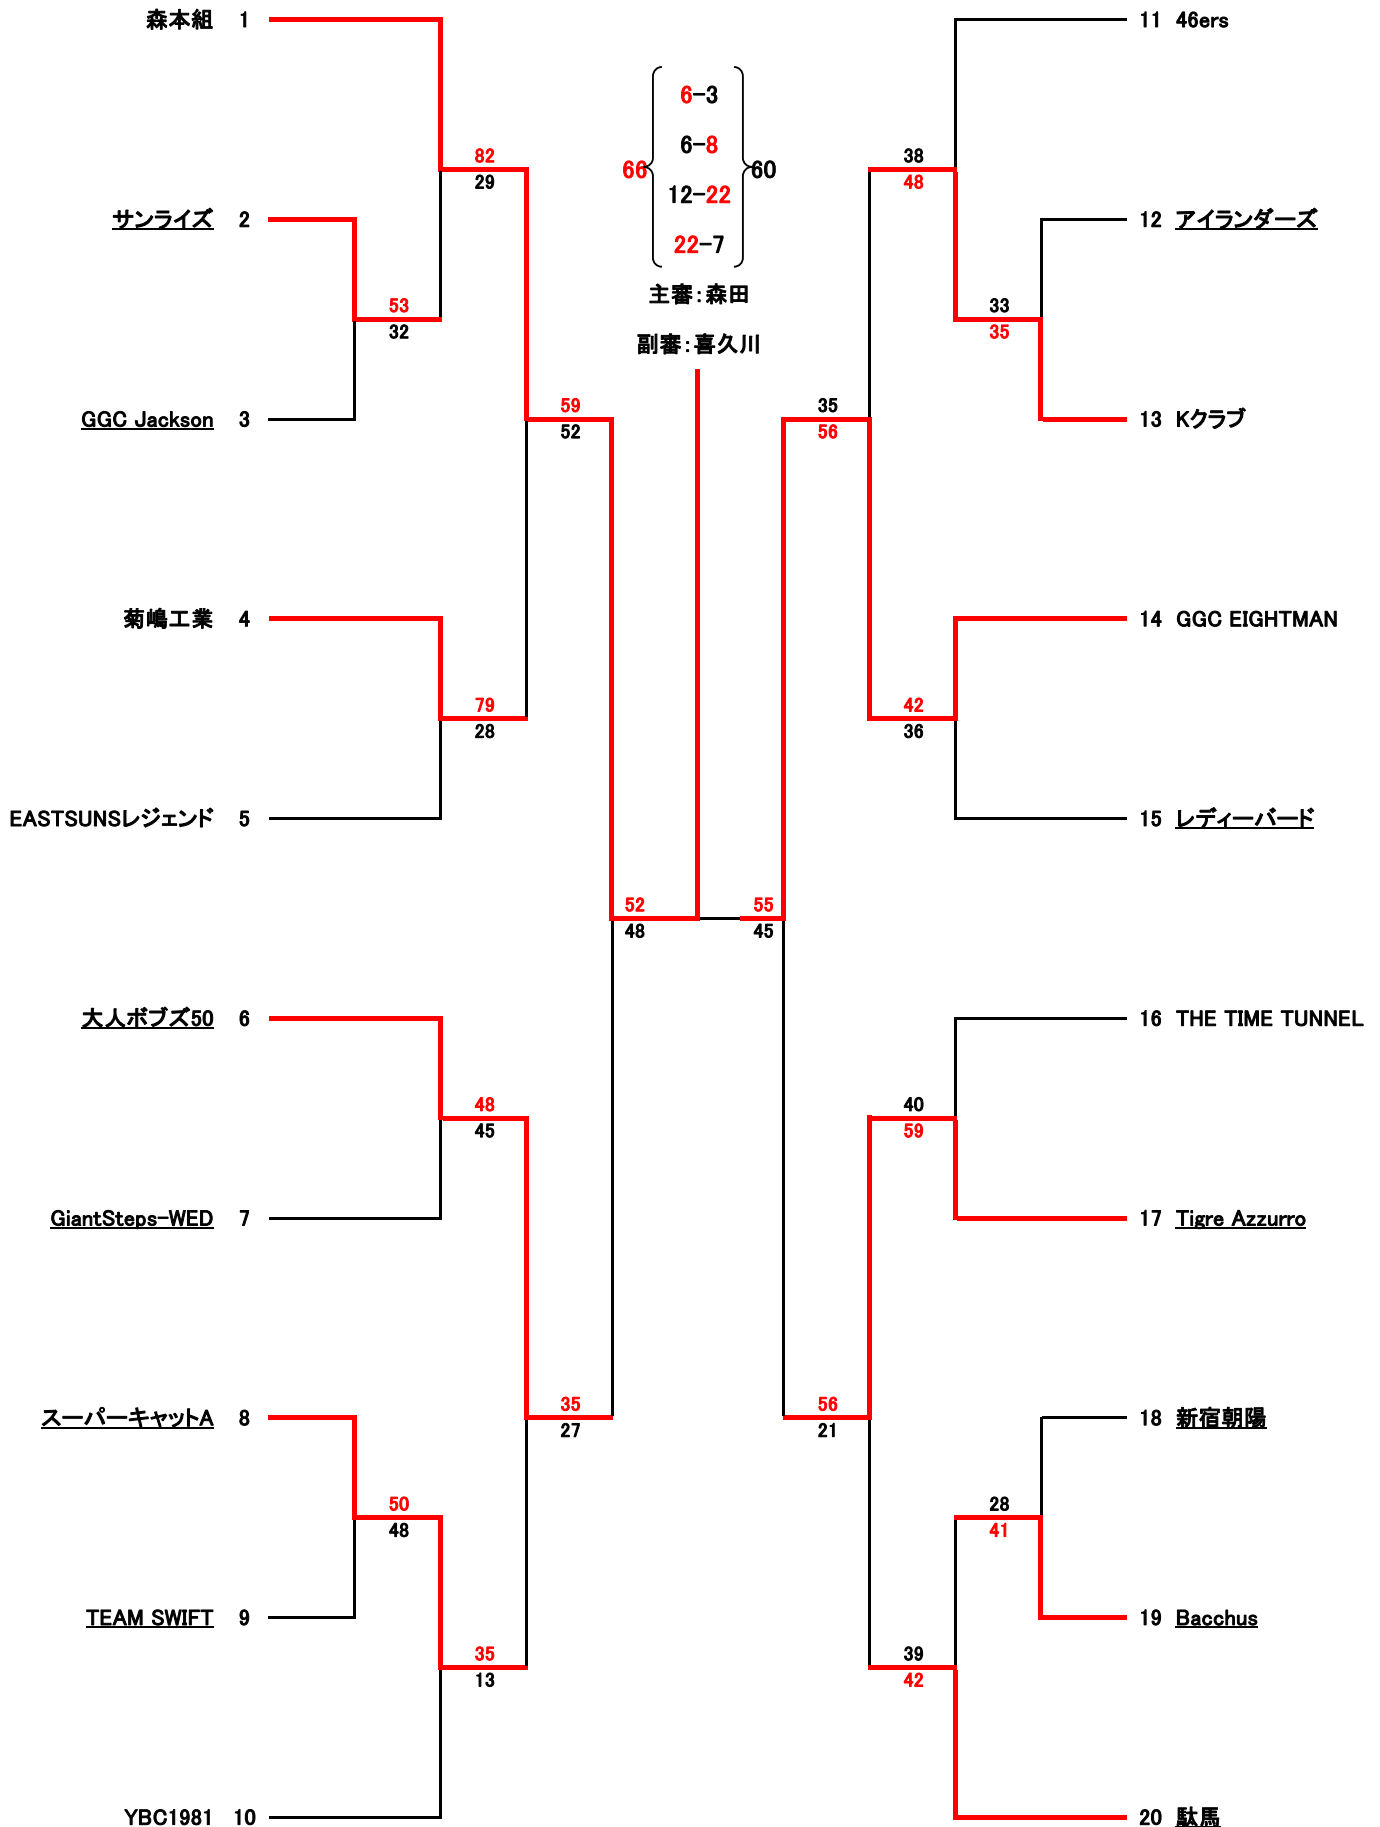 森本組 1
82
29
サンライズ 2
53
32
GGC Jackson 3
59
52
菊嶋工業 4
79
28
EASTSUNSレジェンド 5
52
48
大人ボブズ50 6
48
45
GiantSteps-WED 7
35
27
スーパーキャットA 8
50
48
TEAM SWIFT 9
35
13
YBC1981 10
6-3
6-8
66 60
12-22
22-7
主審:森田
副審:喜久川
11 46ers
38
48
12 アイランダーズ
33
35
13 Kクラブ
35
56
14 GGC EIGHTMAN
42
36
15 レディーバード
55
45
16 THE TIME TUNNEL
40
59
17 Tigre Azzurro
56
21
18 新宿朝陽
28
41
19 Bacchus
39
42
20 駄馬